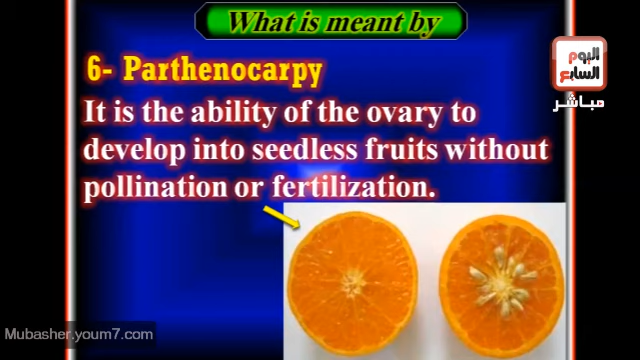 What is meant by
6- Parthenocarpy
It is the ability of the ovary to
develop into seedless fruits without
pollination or fertilization.
اليوم
السابع
مباشر
Mubasher.youm7.com